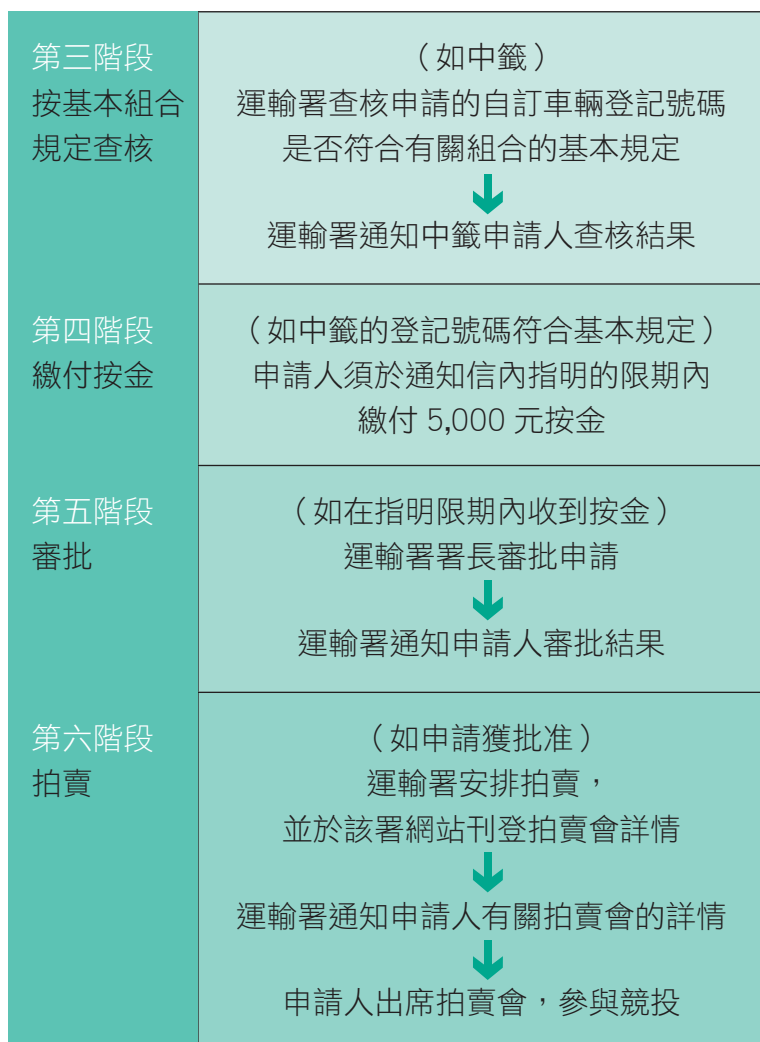 第三階段
按基本組合
規定查核
（如中籤）
運輸署查核申請的自訂車輛登記號碼
是否符合有關組合的基本規定
運輸署通知中籤申請人查核結果
第四階段
繳付按金
（如中籤的登記號碼符合基本規定）
申請人須於通知信內指明的限期內
繳付 5,000 元按金
第五階段
審批
（如在指明限期內收到按金）
運輸署署長審批申請
運輸署通知申請人審批結果
第六階段
拍賣
（如申請獲批准）
運輸署安排拍賣，
並於該署網站刊登拍賣會詳情
運輸署通知申請人有關拍賣會的詳情
申請人出席拍賣會，參與競投